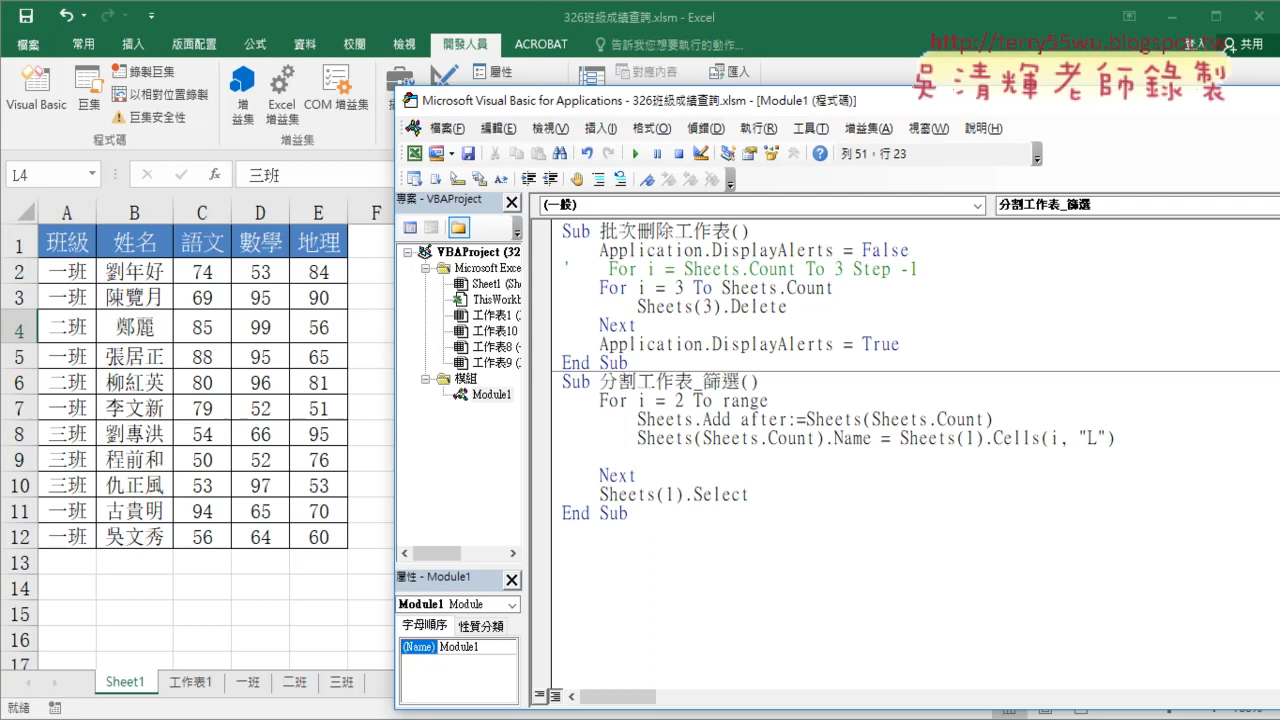 326班級成績查詢.xlsm - Excel
檔案 常用 插入 版面配置 公式 資料 校閱 檢視 開發人員 ACROBAT 告訴我您想要執行的動作... 登入 共用
http://terry55wu.blogspot.tw
吳清輝老師錄製
Visual Basic 巨集 錄製巨集 以相對位置錄製 巨集安全性 程式碼
增益集 Excel 增益集 COM 增益集 增益集
屬性 對應內容 匯入
L4 fx 三班
A B C D E F
班級 姓名 語文 數學 地理
2 一班 劉年好 74 53 84
3 一班 陳覽月 69 95 90
4 二班 鄭麗 85 99 56
5 一班 張居正 88 95 65
6 二班 柳紅英 80 96 81
7 一班 李文新 79 52 51
8 三班 劉專洪 54 66 95
9 三班 程前和 50 52 76
10 三班 仇正風 53 97 53
11 一班 古貴明 94 65 70
12 一班 吳文秀 56 64 60
13
14
15
16
17
Sheet1 工作表1 一班 二班 三班
就緒
Microsoft Visual Basic for Applications - 326班級成績查詢.xlsm - [Module1 (程式碼)]
檔案(F) 編輯(E) 檢視(V) 插入(I) 格式(O) 偵錯(D) 執行(R) 工具(T) 增益集(A) 視窗(W) 說明(H)
列 51，行 23
專案 - VBAProject
VBAProject (32
Microsoft Exce
Sheet1 (She
ThisWorkb
工作表1 (
工作表10
工作表8 (
工作表9 (
模組
Module1
屬性 - Module1
Module1 Module
字母順序 性質分類
(Name) Module1
(一般) 分割工作表_篩選
Sub 批次刪除工作表()
Application.DisplayAlerts = False
' For i = Sheets.Count To 3 Step -1
For i = 3 To Sheets.Count
Sheets(3).Delete
Next
Application.DisplayAlerts = True
End Sub
Sub 分割工作表_篩選()
For i = 2 To range
Sheets.Add after:=Sheets(Sheets.Count)
Sheets(Sheets.Count).Name = Sheets(1).Cells(i, "L")
Next
Sheets(1).Select
End Sub